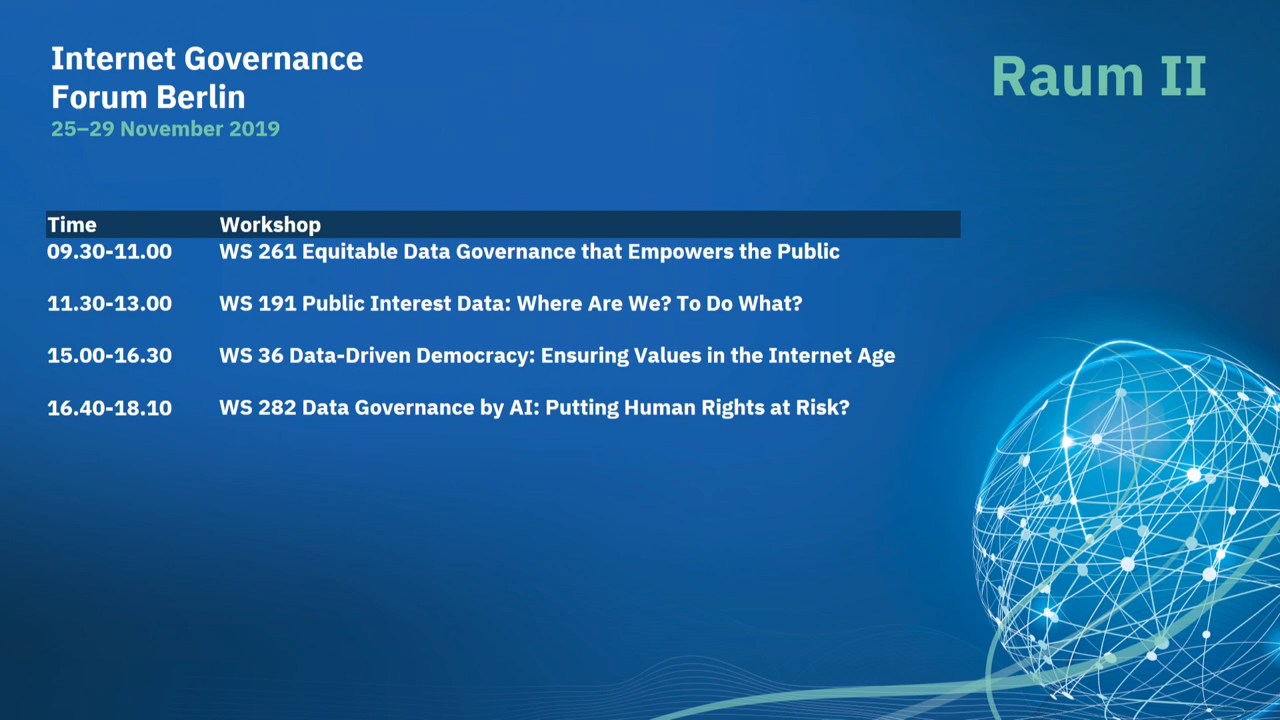 Internet Governance
Forum Berlin
25–29 November 2019
Raum II
Time Workshop
09.30-11.00 WS 261 Equitable Data Governance that Empowers the Public
11.30-13.00 WS 191 Public Interest Data: Where Are We? To Do What?
15.00-16.30 WS 36 Data-Driven Democracy: Ensuring Values in the Internet Age
16.40-18.10 WS 282 Data Governance by AI: Putting Human Rights at Risk?